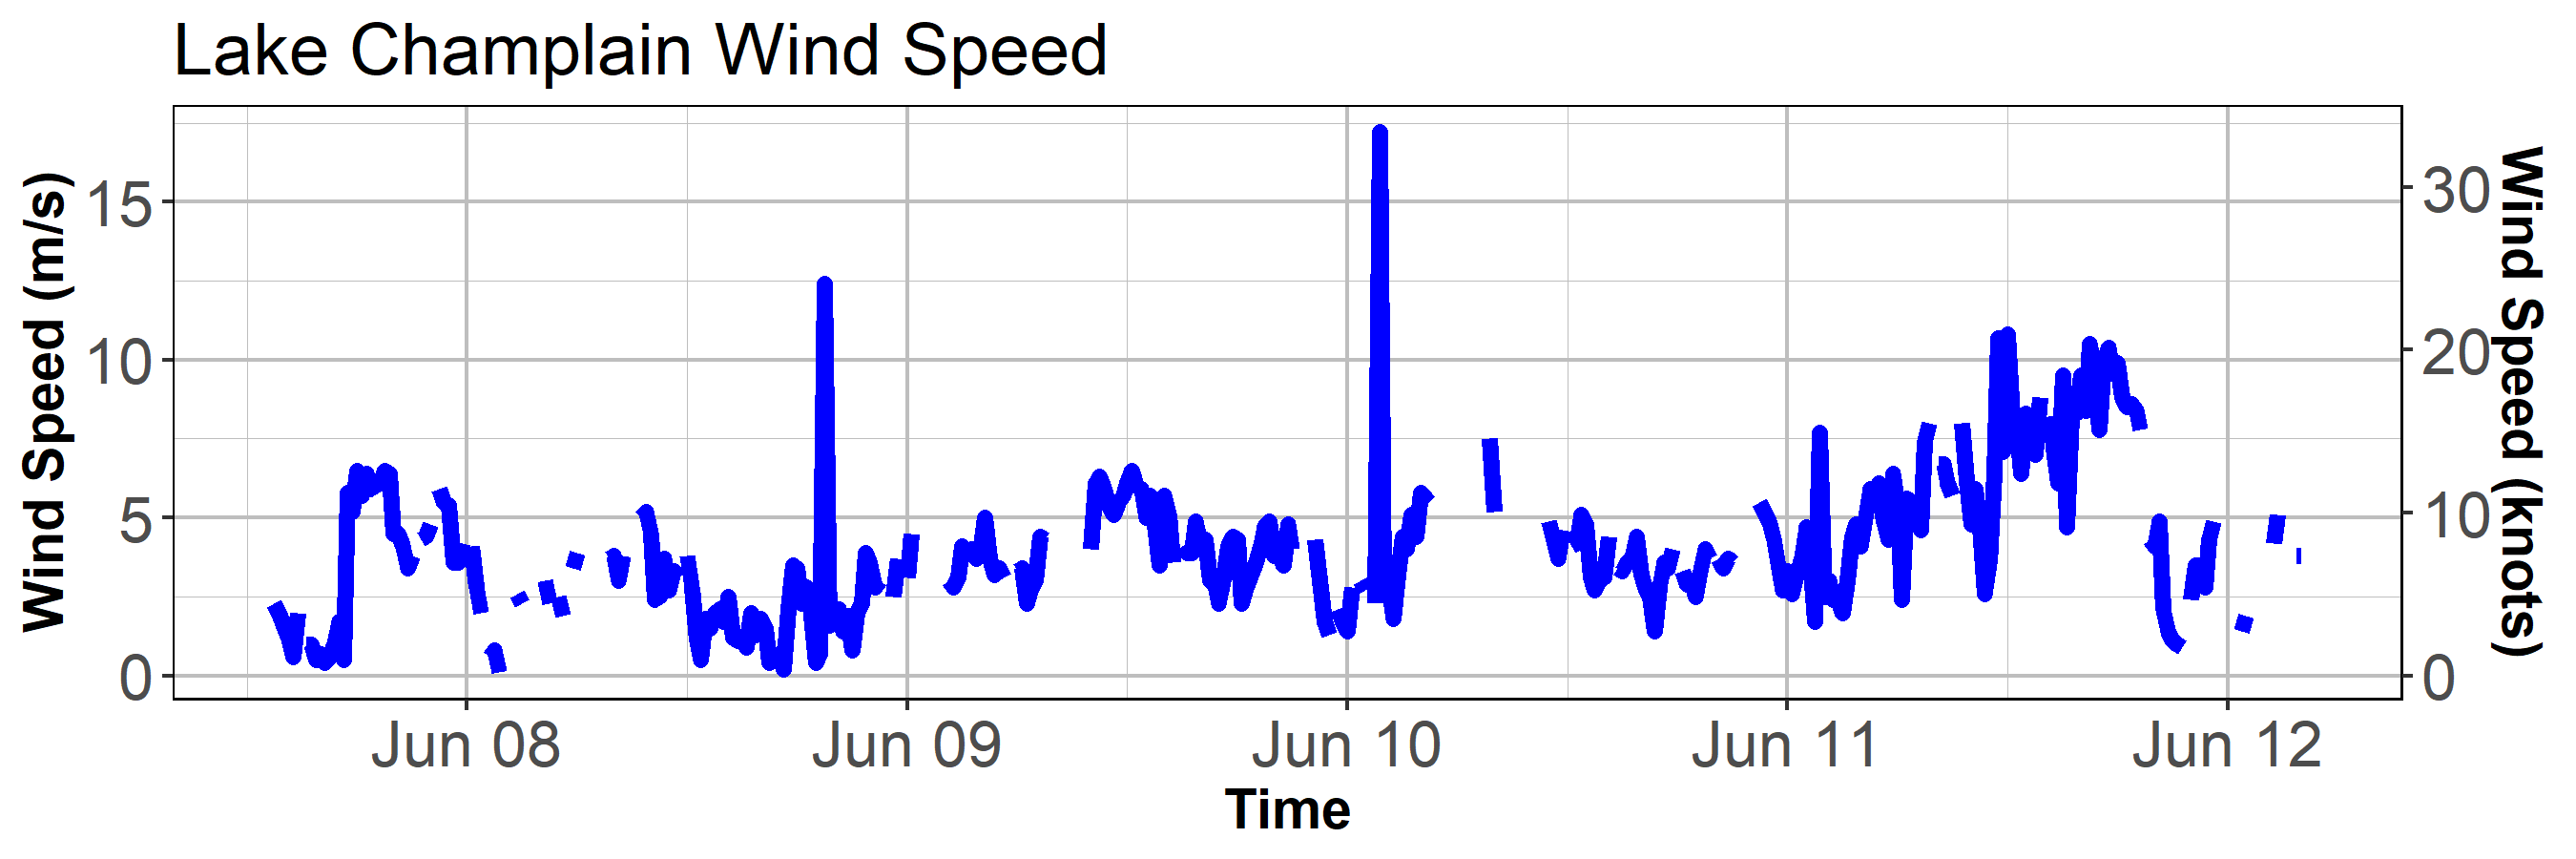 Lake Champlain Wind Speed
Wind Speed (m/s)
15
10
5
0
30
20
10
0
Wind Speed (knots)
Jun 08 Jun 09 Jun 10 Jun 11 Jun 12
Time